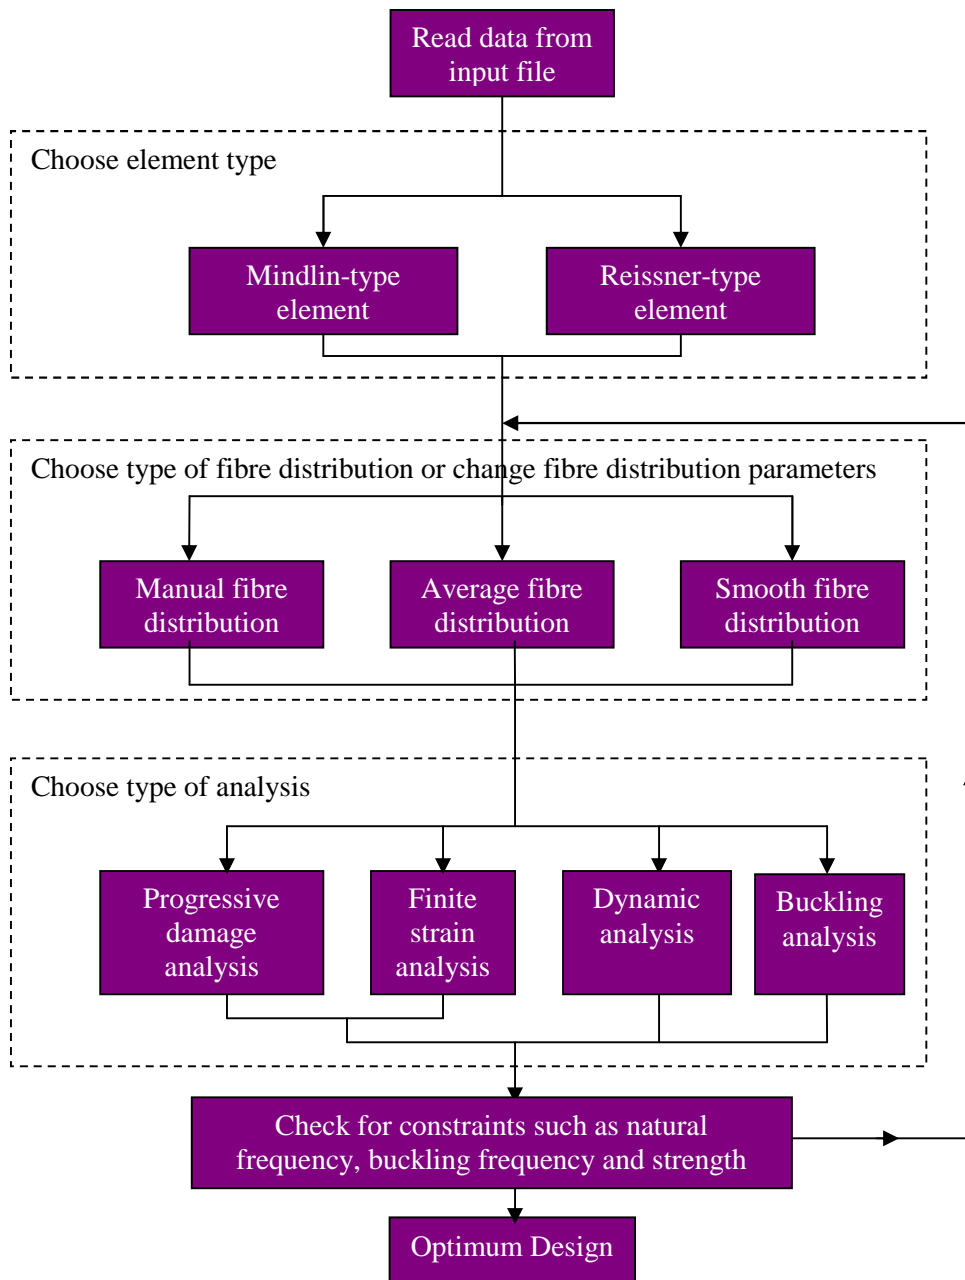 Read data from
input file
Choose element type
Mindlin-type
element
Reissner-type
element
Choose type of fibre distribution or change fibre distribution parameters
Manual fibre
distribution
Average fibre
distribution
Smooth fibre
distribution
Choose type of analysis
Progressive
damage
analysis
Finite
strain
analysis
Dynamic
analysis
Buckling
analysis
Check for constraints such as natural
frequency, buckling frequency and strength
Optimum Design